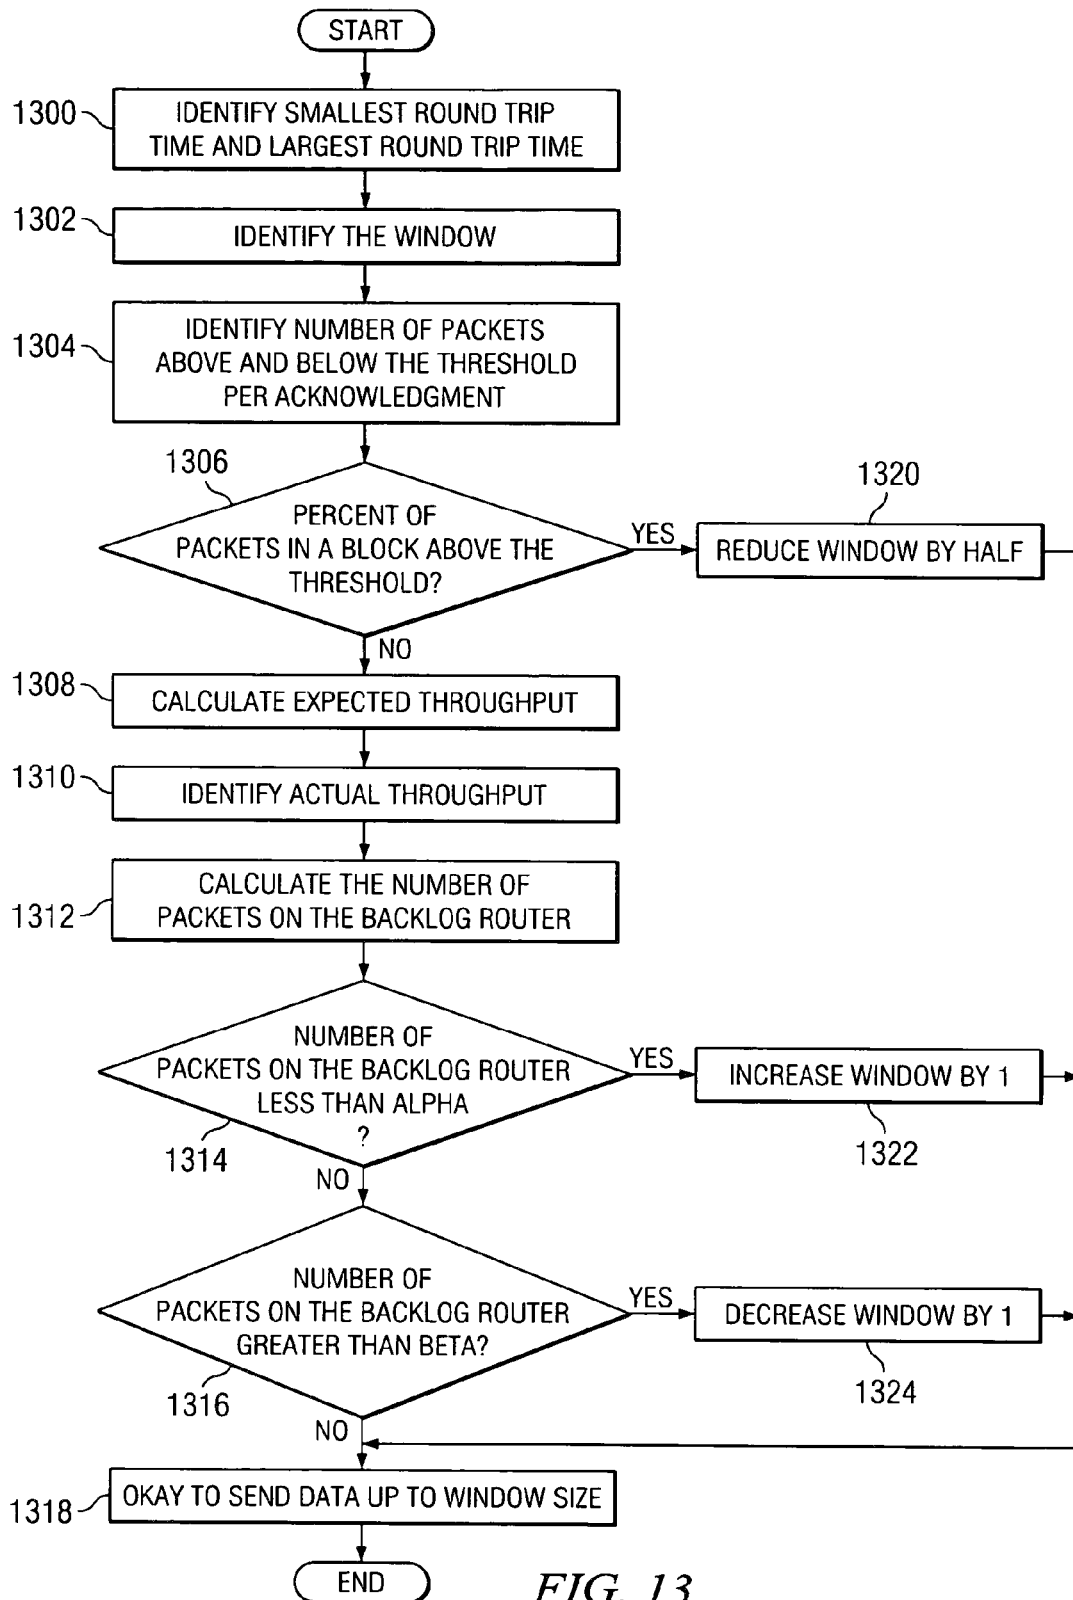 START
1300
IDENTIFY SMALLEST ROUND TRIP
TIME AND LARGEST ROUND TRIP TIME
1302
IDENTIFY THE WINDOW
1304
IDENTIFY NUMBER OF PACKETS
ABOVE AND BELOW THE THRESHOLD
PER ACKNOWLEDGMENT
1306
PERCENT OF
PACKETS IN A BLOCK ABOVE THE
THRESHOLD?
YES
1320
REDUCE WINDOW BY HALF
NO
1308
CALCULATE EXPECTED THROUGHPUT
1310
IDENTIFY ACTUAL THROUGHPUT
1312
CALCULATE THE NUMBER OF
PACKETS ON THE BACKLOG ROUTER
NUMBER OF
PACKETS ON THE BACKLOG ROUTER
LESS THAN ALPHA
?
1314
YES
INCREASE WINDOW BY 1
1322
NO
NUMBER OF
PACKETS ON THE BACKLOG ROUTER
GREATER THAN BETA?
1316
YES
DECREASE WINDOW BY 1
1324
NO
1318
OKAY TO SEND DATA UP TO WINDOW SIZE
END
FIG. 13